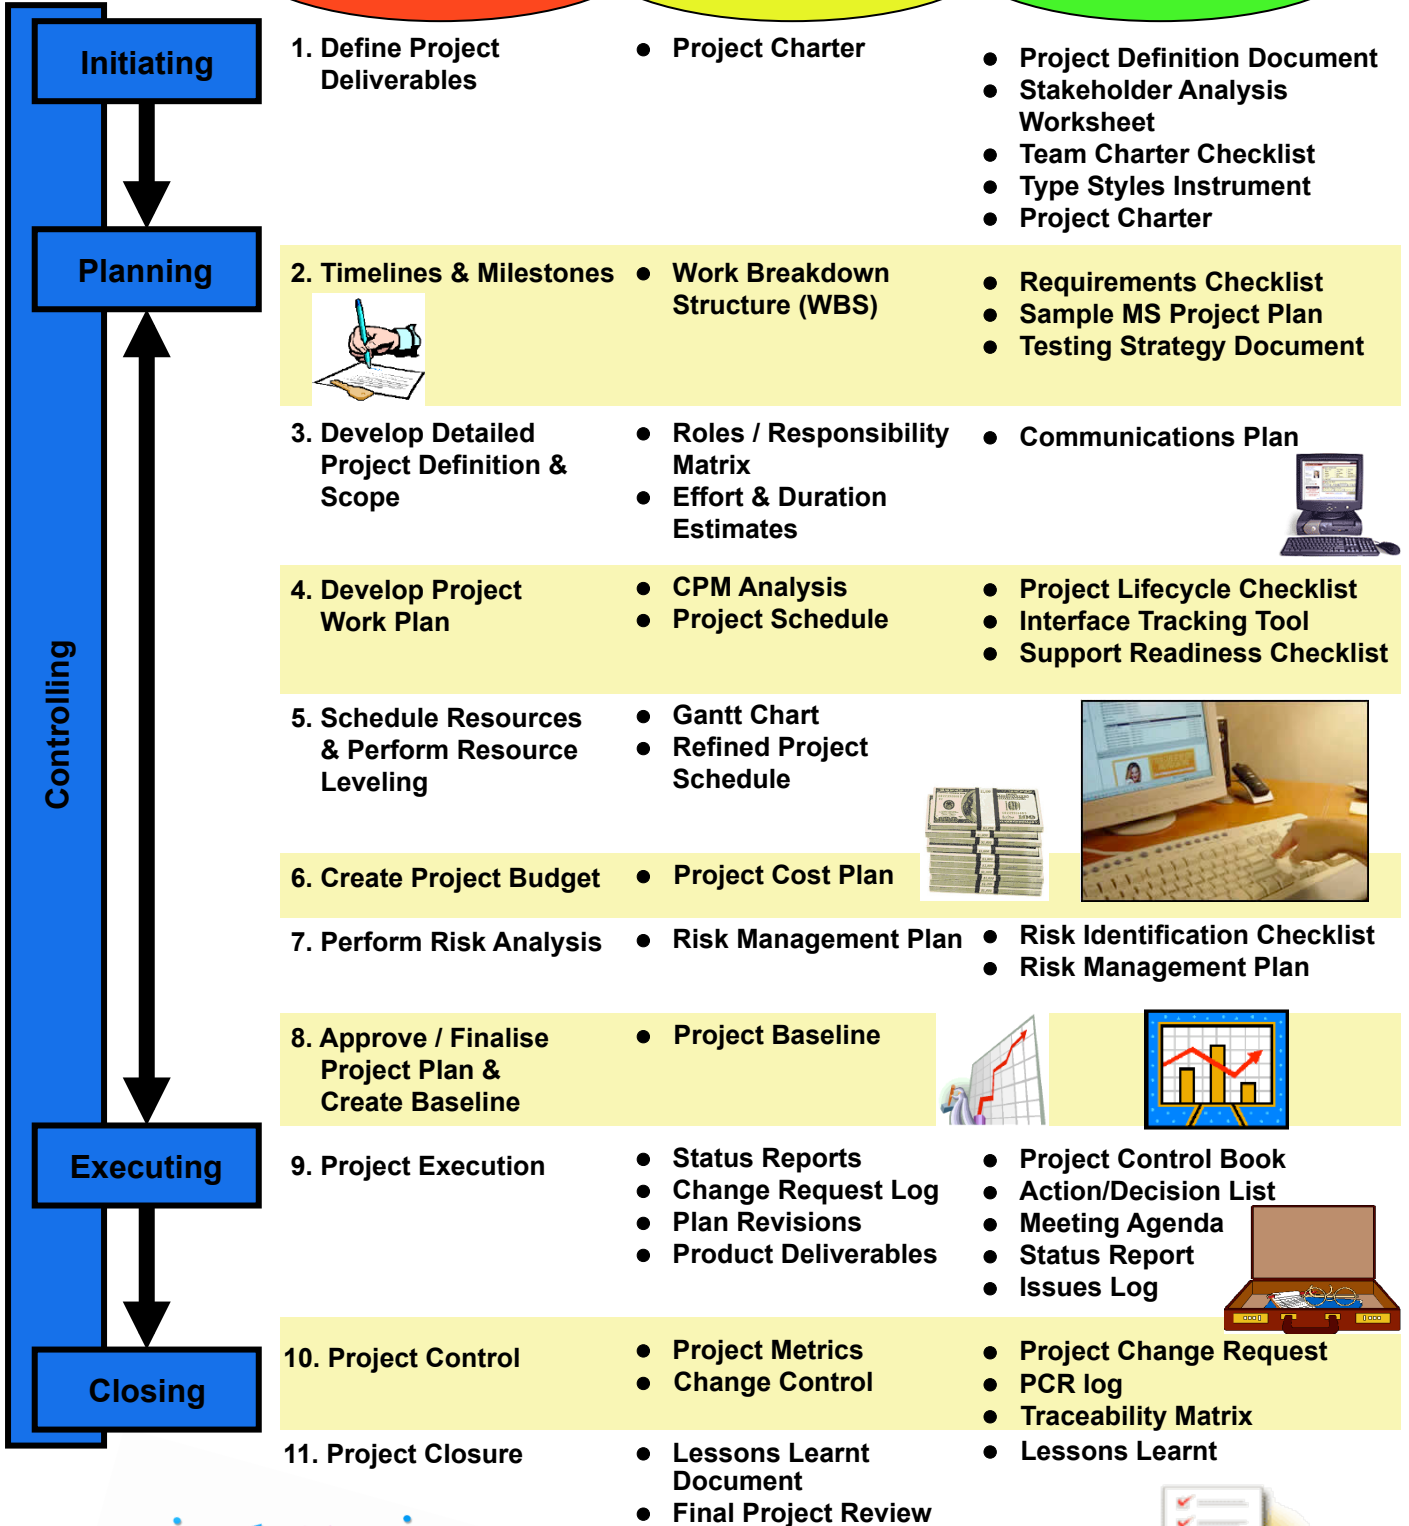 Initiating
1. Define Project
Deliverables
● Project Charter
● Project Definition Document
● Stakeholder Analysis
Worksheet
● Team Charter Checklist
● Type Styles Instrument
● Project Charter
Planning
2. Timelines & Milestones
● Work Breakdown
Structure (WBS)
● Requirements Checklist
● Sample MS Project Plan
● Testing Strategy Document
3. Develop Detailed
Project Definition &
Scope
● Roles / Responsibility
Matrix
● Effort & Duration
Estimates
● Communications Plan
4. Develop Project
Work Plan
● CPM Analysis
● Project Schedule
● Project Lifecycle Checklist
● Interface Tracking Tool
● Support Readiness Checklist
Controlling
5. Schedule Resources
& Perform Resource
Leveling
● Gantt Chart
● Refined Project
Schedule
6. Create Project Budget
● Project Cost Plan
7. Perform Risk Analysis
● Risk Management Plan
● Risk Identification Checklist
● Risk Management Plan
8. Approve / Finalise
Project Plan &
Create Baseline
● Project Baseline
Executing
9. Project Execution
● Status Reports
● Change Request Log
● Plan Revisions
● Product Deliverables
● Project Control Book
● Action/Decision List
● Meeting Agenda
● Status Report
● Issues Log
Closing
10. Project Control
● Project Metrics
● Change Control
● Project Change Request
● PCR log
● Traceability Matrix
11. Project Closure
● Lessons Learnt
Document
● Final Project Review
● Lessons Learnt